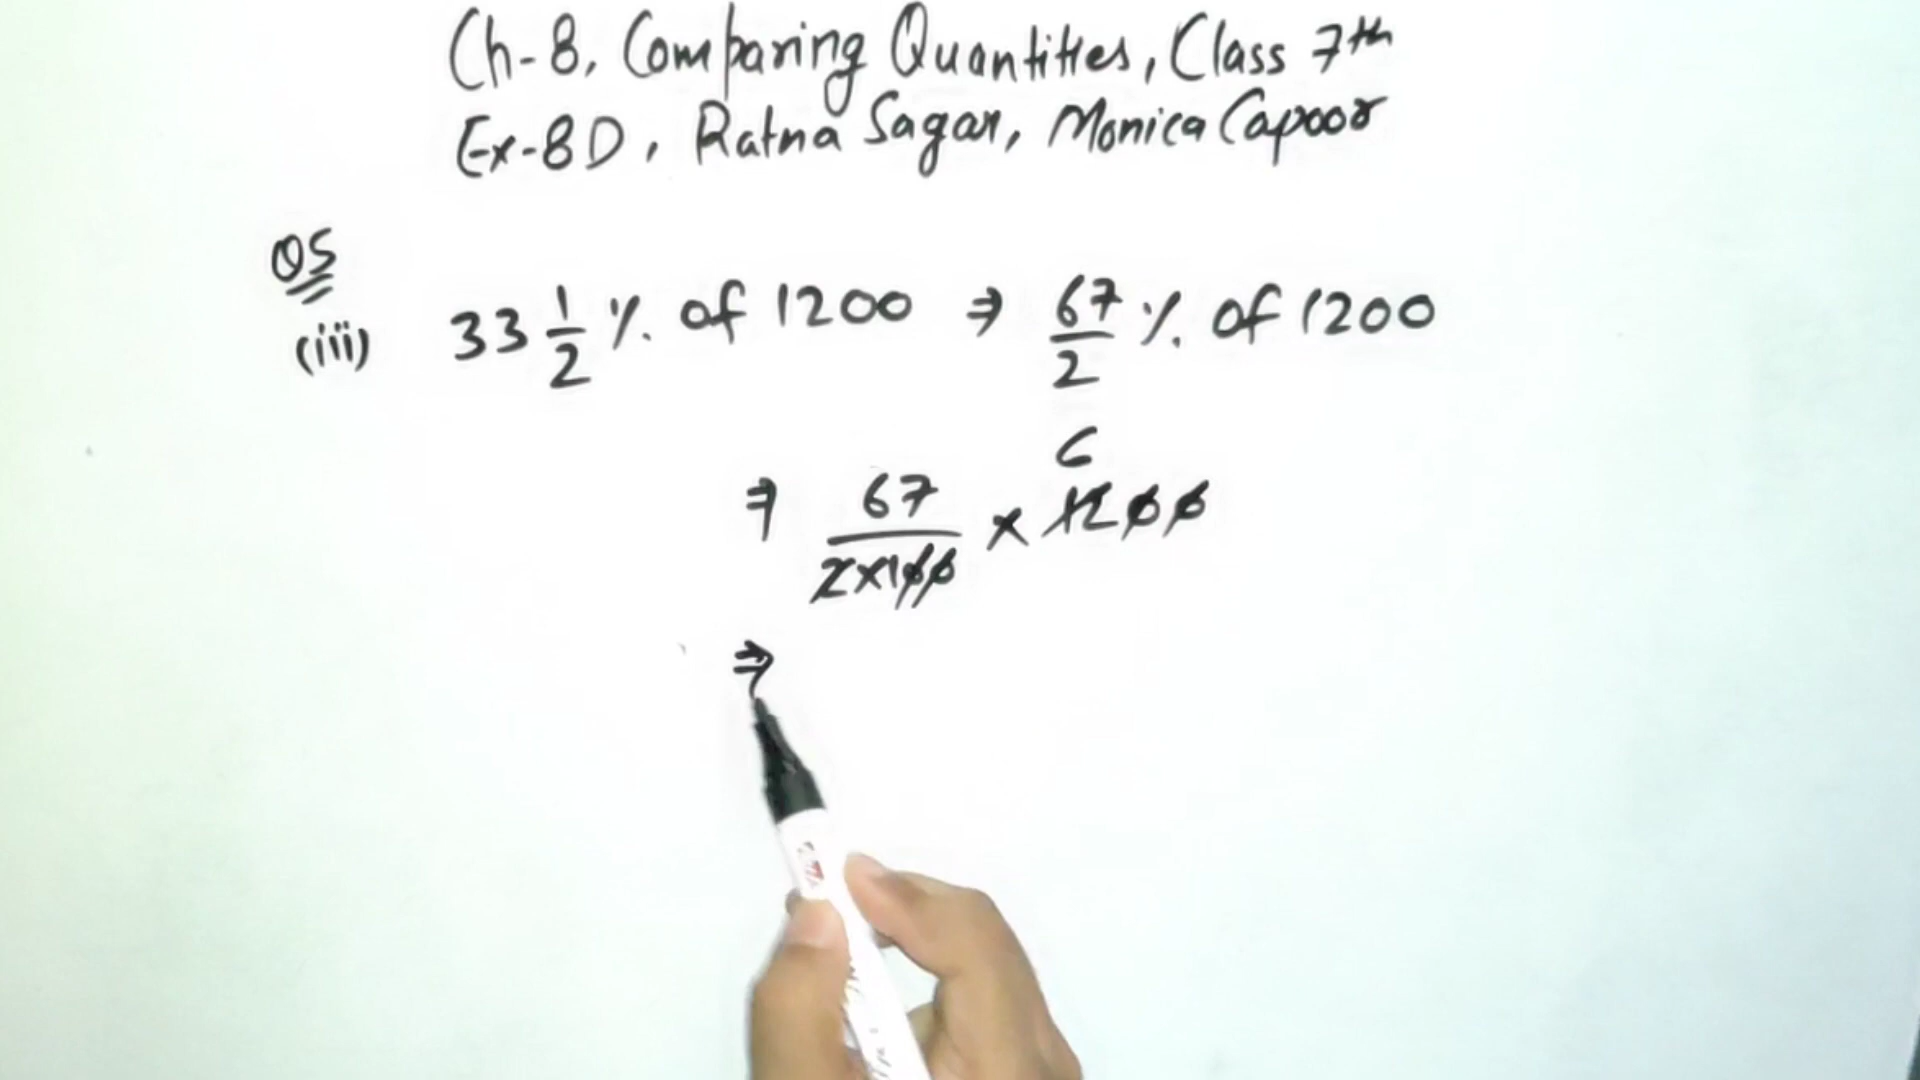 Ch-8, Comparing Quantities, Class 7th
Ex-8D, Ratna Sagar, Monica Capoor
Q5
(iii) 33 1/2 % of 1200 ⇒ 67/2 % of 1200
6
⇒ 67/(2×100) × 1200
⇒